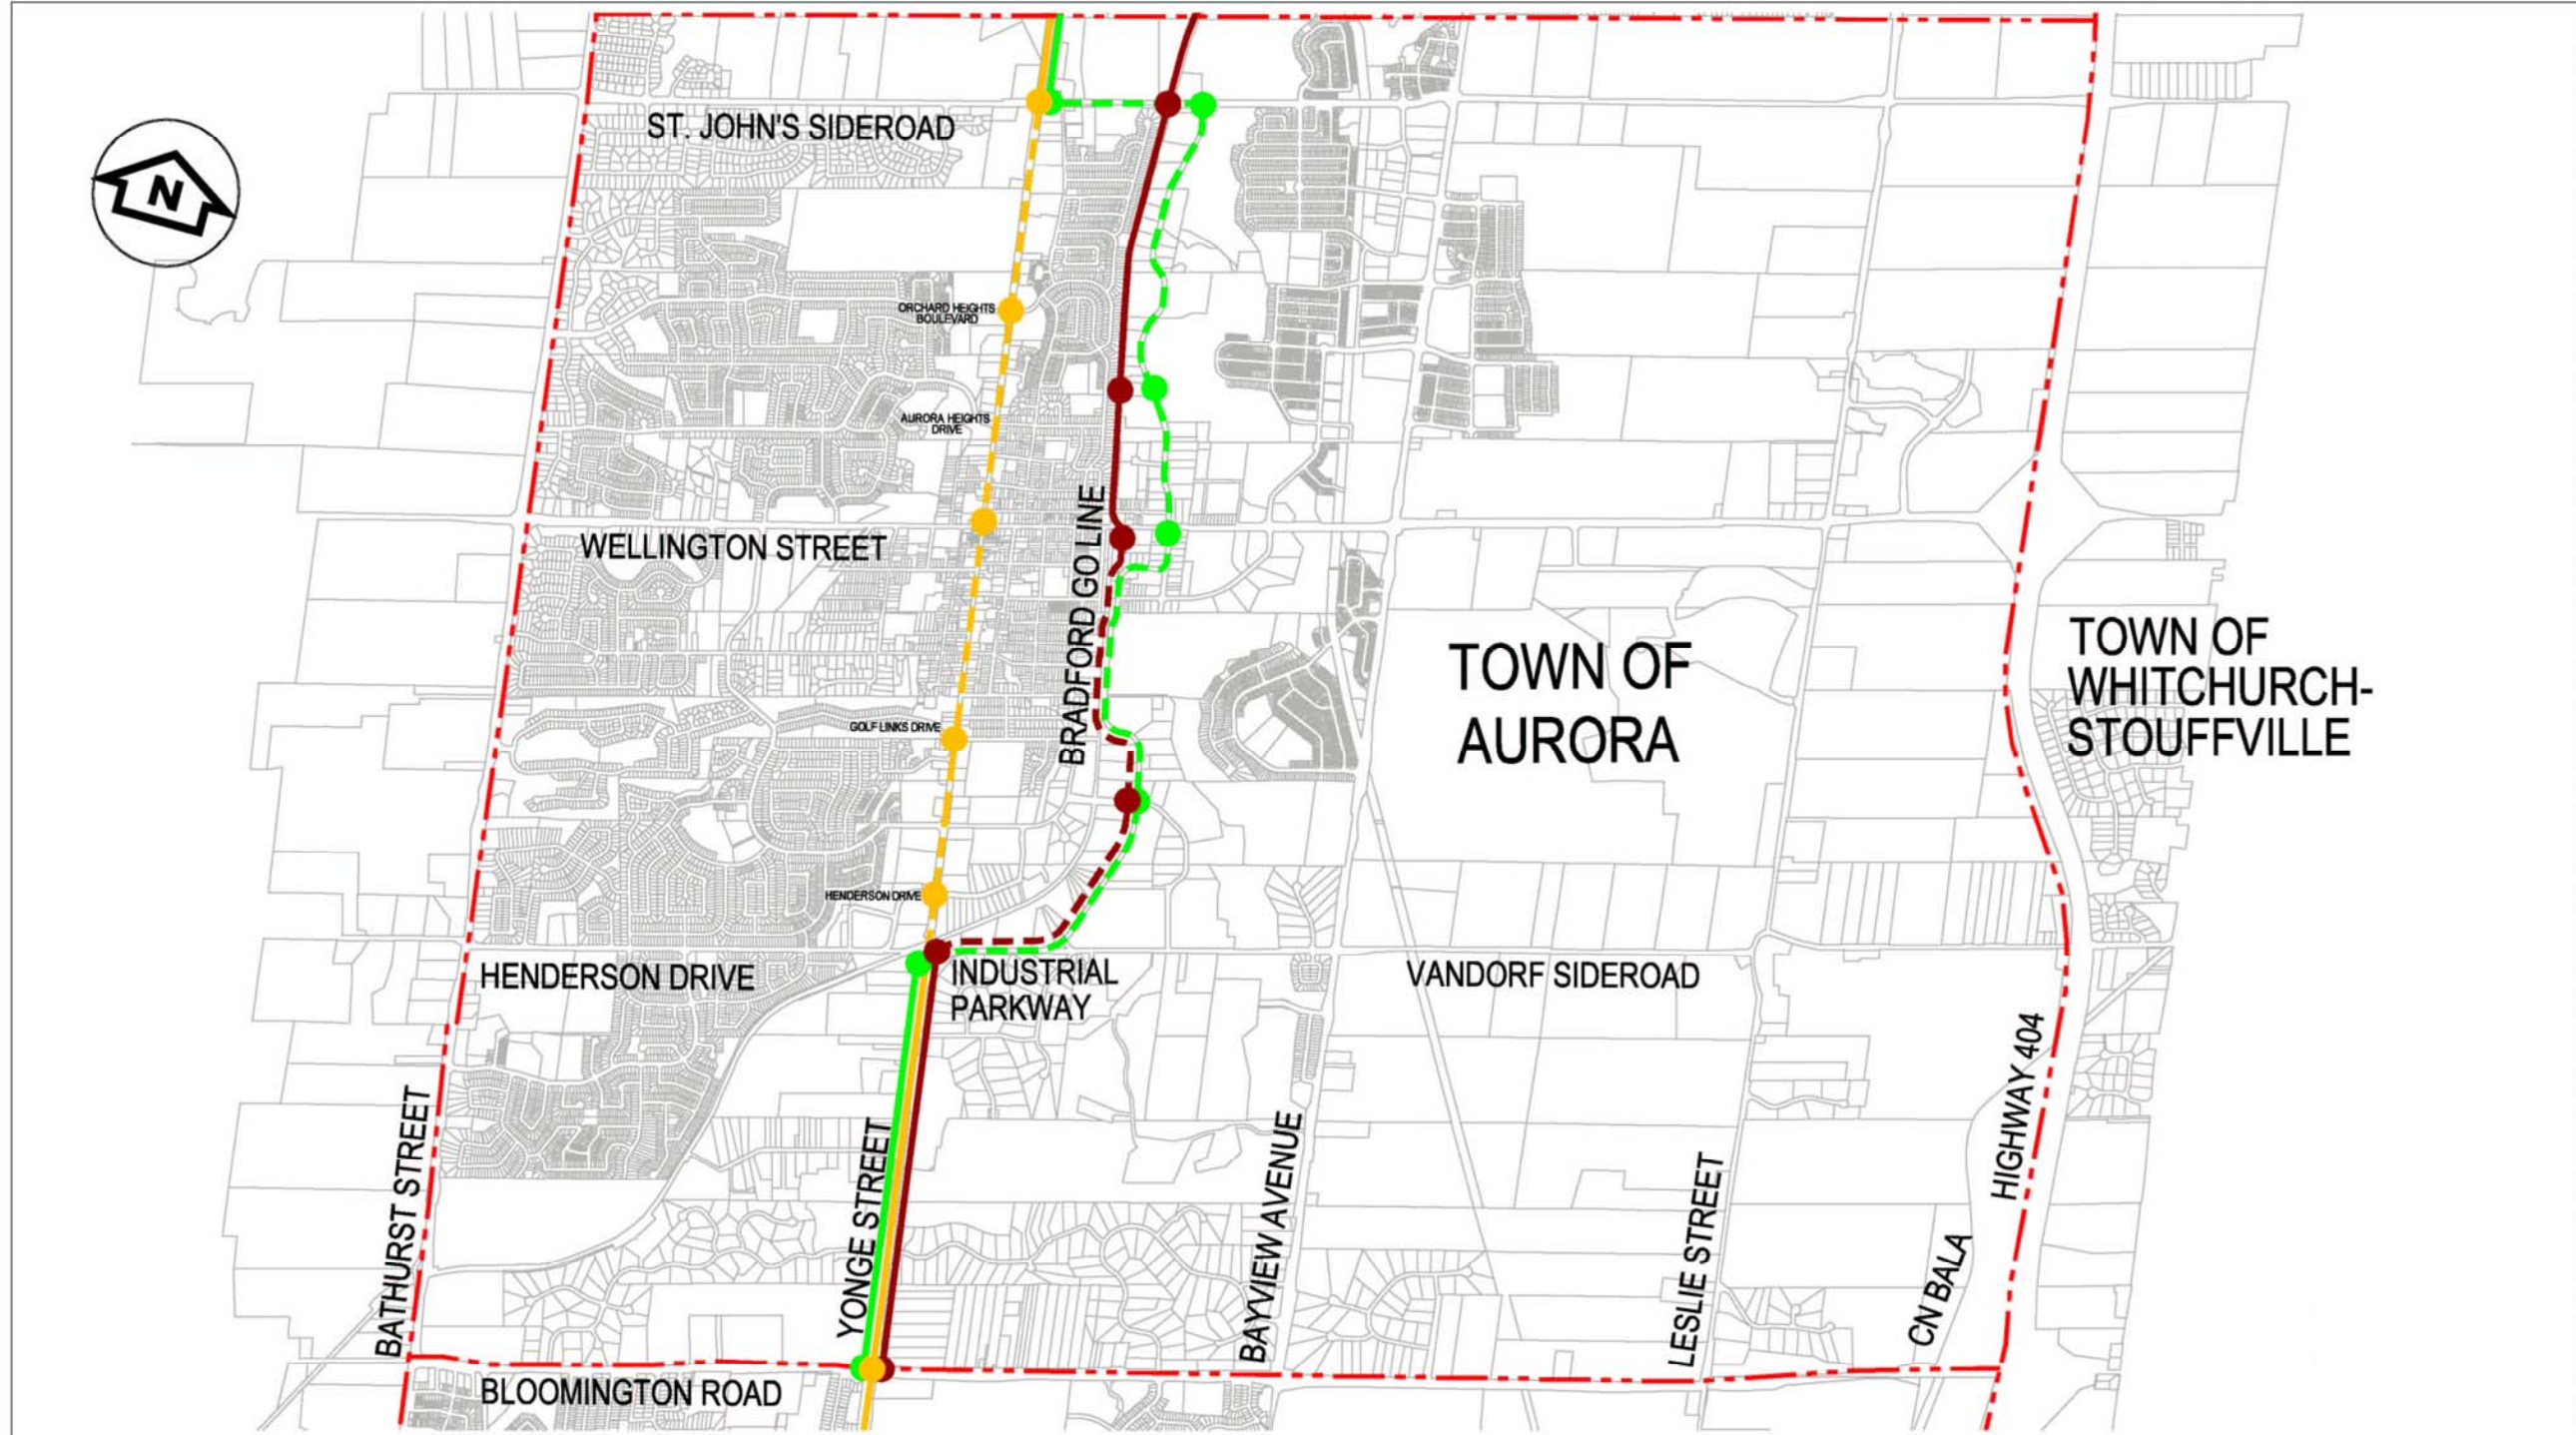 ST. JOHN'S SIDEROAD
N
ORCHARD HEIGHTS
BOULEVARD
AURORA HEIGHTS
DRIVE
BRADFORD GO LINE
WELLINGTON STREET
TOWN OF
AURORA
TOWN OF
WHITCHURCH-
STOUFFVILLE
GOLF LINKS DRIVE
HENDERSON DRIVE
HENDERSON DRIVE
INDUSTRIAL
PARKWAY
VANDORF SIDEROAD
HIGHWAY 404
BATHURST STREET
YONGE STREET
BAYVIEW AVENUE
LESLIE STREET
CN BALA
BLOOMINGTON ROAD